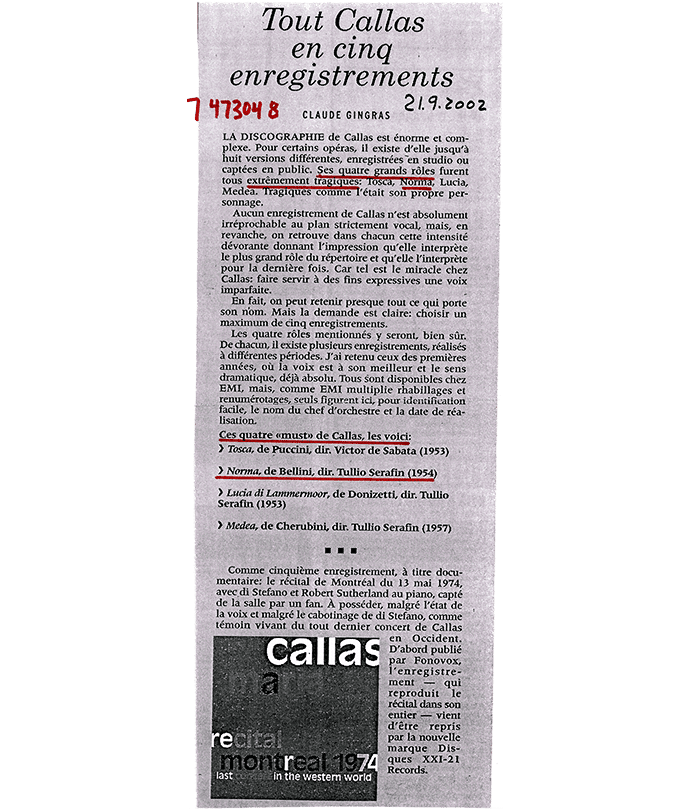 Tout Callas
en cinq
enregistrements
7 47304 8
21.9.2002
CLAUDE GINGRAS
LA DISCOGRAPHIE de Callas est énorme et com-
plexe. Pour certains opéras, il existe d'elle jusqu'à
huit versions différentes, enregistrées en studio ou
captées en public. Ses quatre grands rôles furent
tous extrêmement tragiques: Tosca, Norma, Lucia,
Medea. Tragiques comme l'était son propre per-
sonnage.
Aucun enregistrement de Callas n'est absolument
irréprochable au plan strictement vocal, mais, en
revanche, on retrouve dans chacun cette intensité
dévorante donnant l'impression qu'elle interprète
le plus grand rôle du répertoire et qu'elle l'interprète
pour la dernière fois. Car tel est le miracle chez
Callas: faire servir à des fins expressives une voix
imparfaite.
En fait, on peut retenir presque tout ce qui porte
son nom. Mais la demande est claire: choisir un
maximum de cinq enregistrements.
Les quatre rôles mentionnés y seront, bien sûr.
De chacun, il existe plusieurs enregistrements, réalisés
à différentes périodes. J'ai retenu ceux des premières
années, où la voix est à son meilleur et le sens
dramatique, déjà absolu. Tous sont disponibles chez
EMI, mais, comme EMI multiplie rhabillages et
renumérotages, seuls figurent ici, pour identification
facile, le nom du chef d'orchestre et la date de réa-
lisation.
Ces quatre «must» de Callas, les voici:
❯ Tosca, de Puccini, dir. Victor de Sabata (1953)
❯ Norma, de Bellini, dir. Tullio Serafin (1954)
❯ Lucia di Lammermoor, de Donizetti, dir. Tullio
Serafin (1953)
❯ Medea, de Cherubini, dir. Tullio Serafin (1957)
Comme cinquième enregistrement, à titre docu-
mentaire: le récital de Montréal du 13 mai 1974,
avec di Stefano et Robert Sutherland au piano, capté
de la salle par un fan. À posséder, malgré l'état de
la voix et malgré le cabotinage de di Stefano, comme
témoin vivant du tout dernier concert de Callas
en Occident.
D'abord publié
par Fonovox,
l'enregistre-
ment — qui
reproduit le
récital dans son
entier — vient
d'être repris
par la nouvelle
marque Dis-
ques XXI-21
Records.
callas
ma
recital
montreal 1974
last concert in the western world